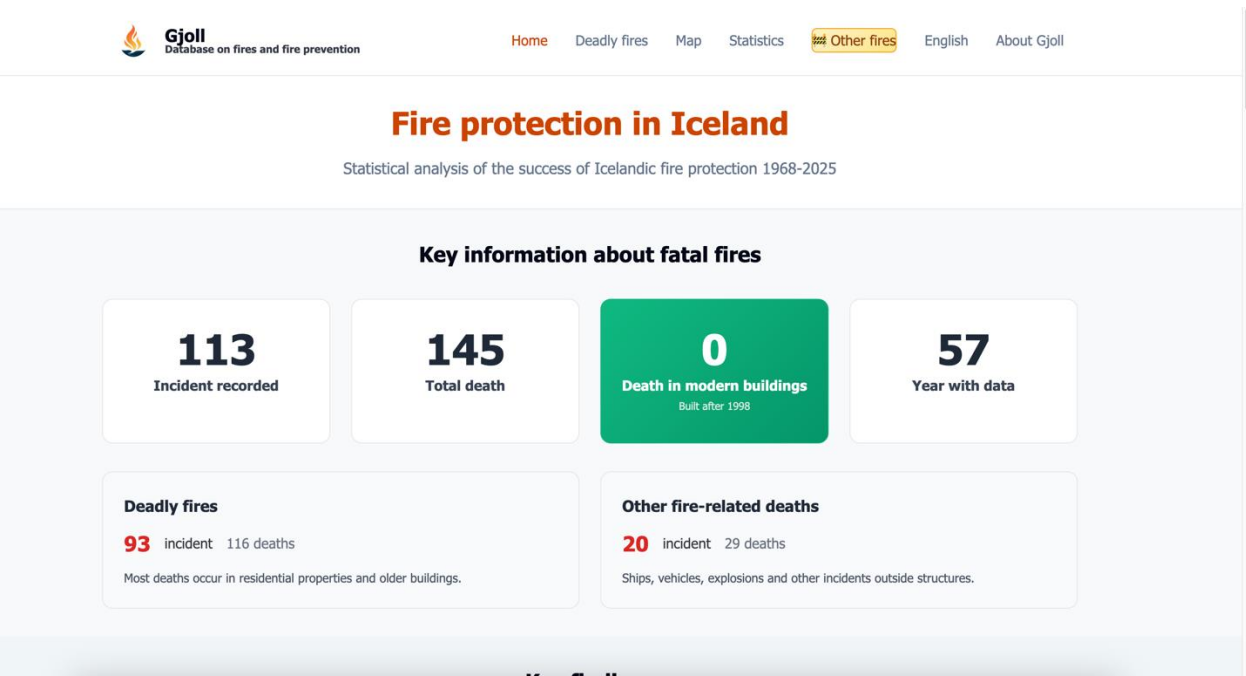 Gjoll
Database on fires and fire prevention
Home Deadly fires Map Statistics 🚧 Other fires English About Gjoll
Fire protection in Iceland
Statistical analysis of the success of Icelandic fire protection 1968-2025
Key information about fatal fires
113
Incident recorded
145
Total death
0
Death in modern buildings
Built after 1998
57
Year with data
Deadly fires
93 incident 116 deaths
Most deaths occur in residential properties and older buildings.
Other fire-related deaths
20 incident 29 deaths
Ships, vehicles, explosions and other incidents outside structures.